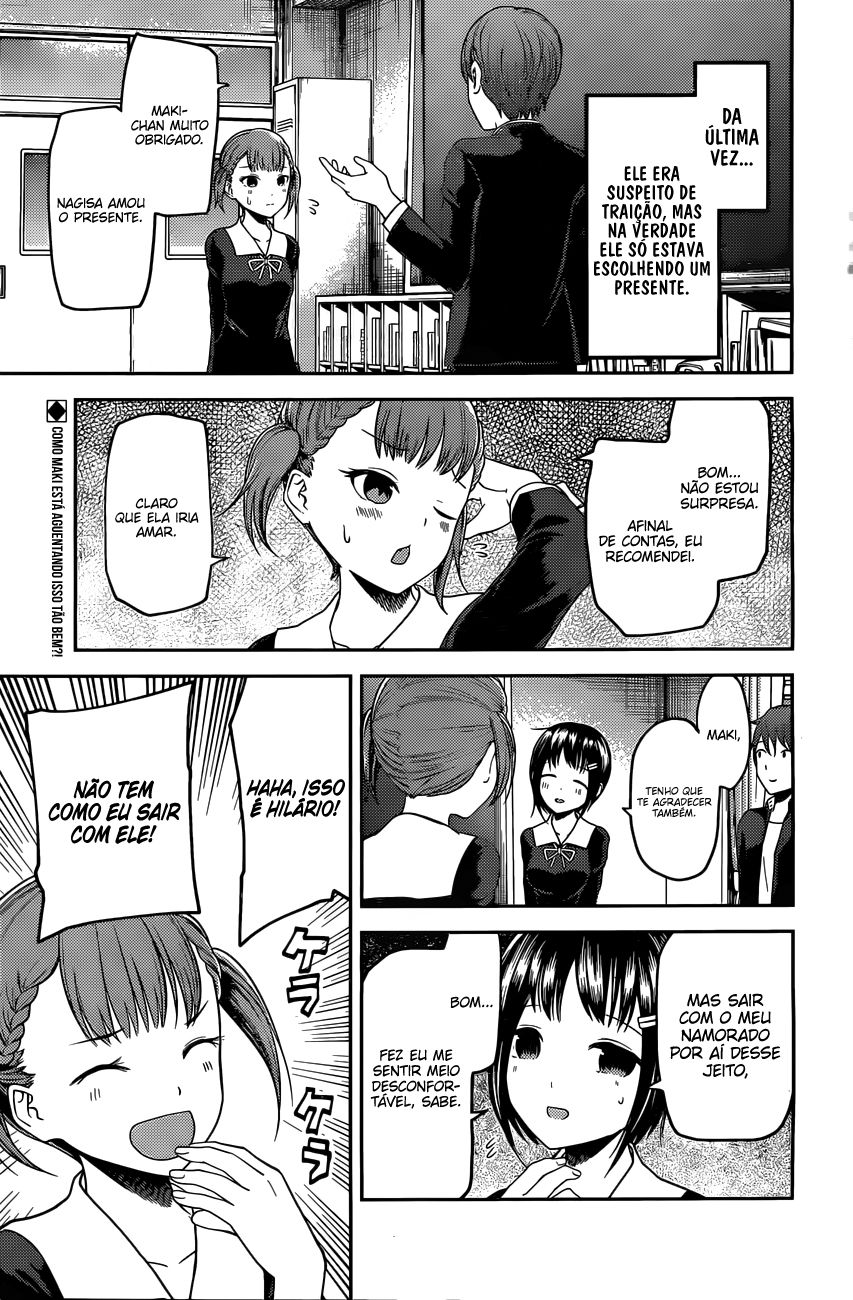 DA
ÚLTIMA
VEZ...
ELE ERA
SUSPEITO DE
TRAIÇÃO, MAS
NA VERDADE
ELE SÓ ESTAVA
ESCOLHENDO UM
PRESENTE.
MAKI-
CHAN MUITO
OBRIGADO.
NAGISA AMOU
O PRESENTE.
BOM...
NÃO ESTOU
SURPRESA.
AFINAL
DE CONTAS, EU
RECOMENDEI.
CLARO
QUE ELA IRIA
AMAR.
COMO MAKI ESTÁ AGUENTANDO ISSO TÃO BEM?!
MAKI,
TENHO QUE
TE AGRADECER
TAMBÉM.
MAS SAIR
COM O MEU
NAMORADO
POR AÍ DESSE
JEITO,
BOM...
FEZ EU ME
SENTIR MEIO
DESCONFOR-
TÁVEL, SABE.
HAHA, ISSO
É HILÁRIO!
NÃO TEM
COMO EU SAIR
COM ELE!
ケラ
ケラ